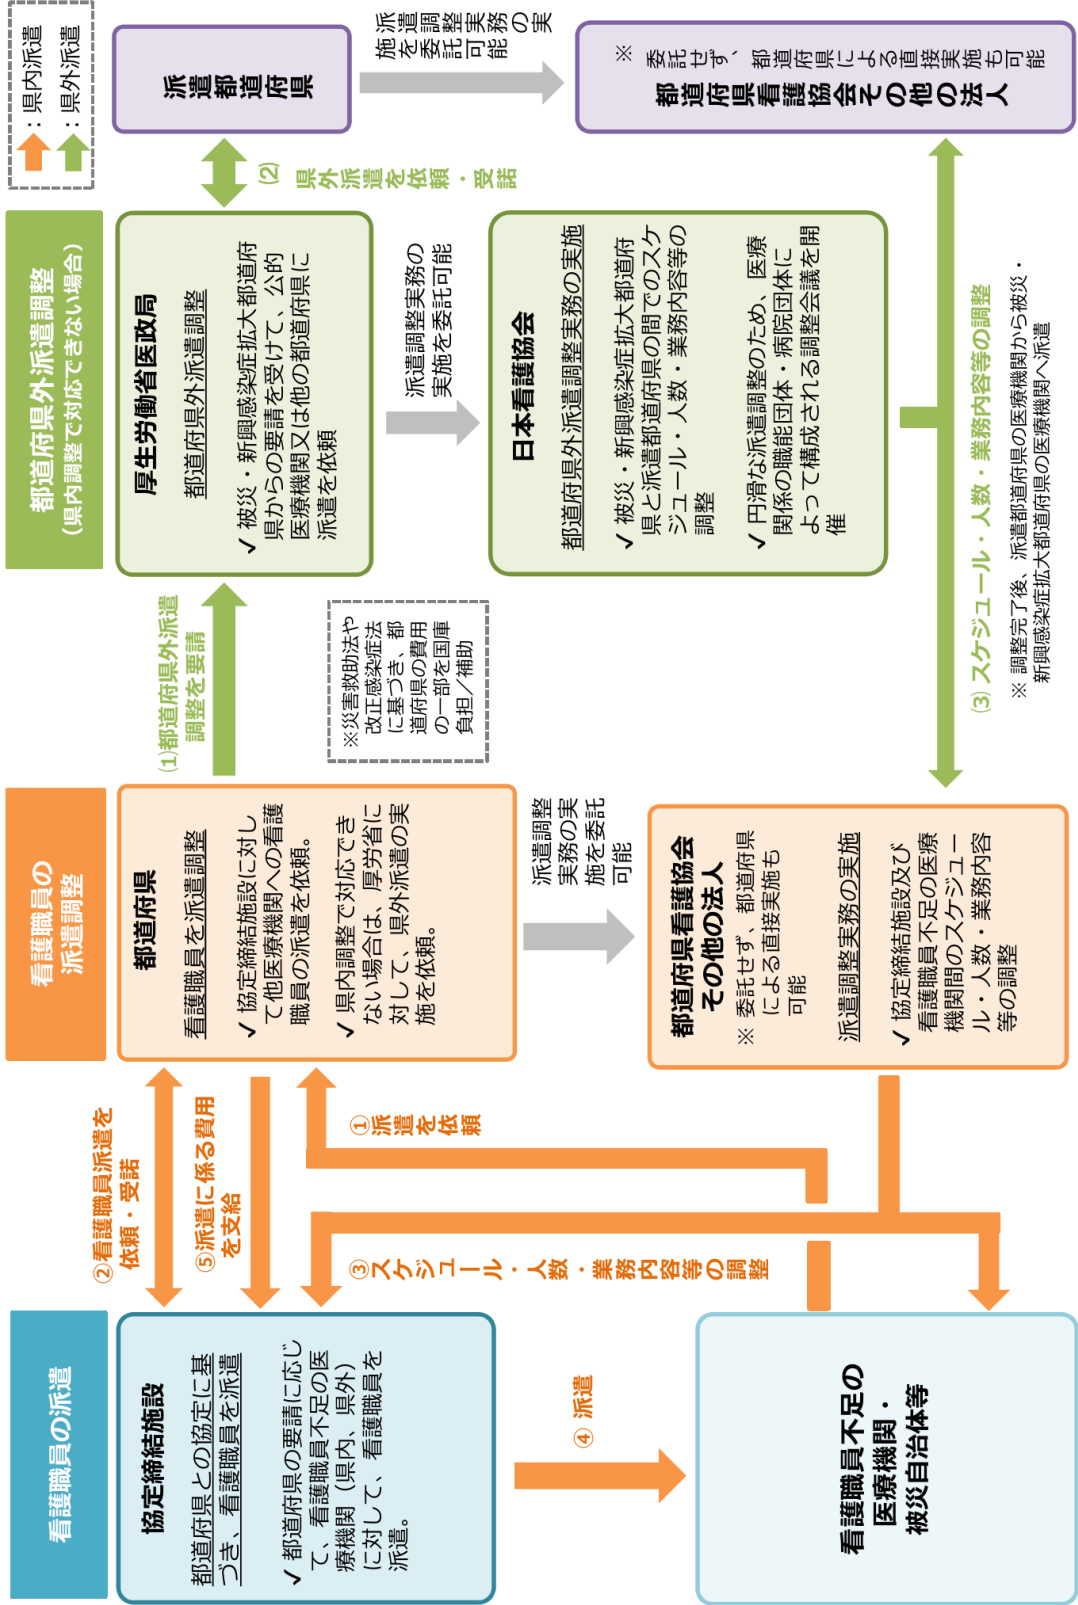 看護職員の派遣
協定締結施設
都道府県との協定に基
づき、看護職員を派遣
✓ 都道府県の要請に応じ
て、看護職員不足の医
療機関（県内、県外）
に対して、看護職員を
派遣。
④ 派遣
看護職員不足の
医療機関・
被災自治体等
②看護職員派遣を
依頼・受諾
⑤派遣に係る費用
を支給
①派遣を依頼
③スケジュール・人数・業務内容等の調整
看護職員の
派遣調整
都道府県
看護職員を派遣調整
✓ 協定締結施設に対し
て他医療機関への看護
職員の派遣を依頼。
✓ 県内調整で対応でき
ない場合は、厚労省に
対して、県外派遣の実
施を依頼。
派遣調整
実務の実
施を委託
可能
都道府県看護協会
その他の法人
※ 委託せず、都道府県
による直接実施も
可能
派遣調整実務の実施
✓ 協定締結施設及び
看護職員不足の医療
機関間のスケジュー
ル・人数・業務内容
等の調整
⑴都道府県外派遣
調整を要請
※災害救助法や
改正感染症法
に基づき、都
道府県の費用
の一部を国庫
負担／補助
都道府県外派遣調整
（県内調整で対応できない場合）
厚生労働省医政局
都道府県外派遣調整
✓ 被災・新興感染症拡大都道府
県からの要請を受けて、公的
医療機関又は他の都道府県に
派遣を依頼
派遣調整実務の
実施を委託可能
日本看護協会
都道府県外派遣調整実務の実施
✓ 被災・新興感染症拡大都道府
県と派遣都道府県の間でのスケ
ジュール・人数・業務内容等の
調整
✓ 円滑な派遣調整のため、医療
関係の職能団体・病院団体に
よって構成される調整会議を開
催
⑶ スケジュール・人数・業務内容等の調整
※ 調整完了後、派遣都道府県の医療機関から被災・
新興感染症拡大都道府県の医療機関へ派遣
：県内派遣
：県外派遣
⑵
県外派遣を依頼・受諾
派遣都道府県
派遣調整実務の実
施を委託可能
都道府県看護協会その他の法人
※ 委託せず、都道府県による直接実施も可能